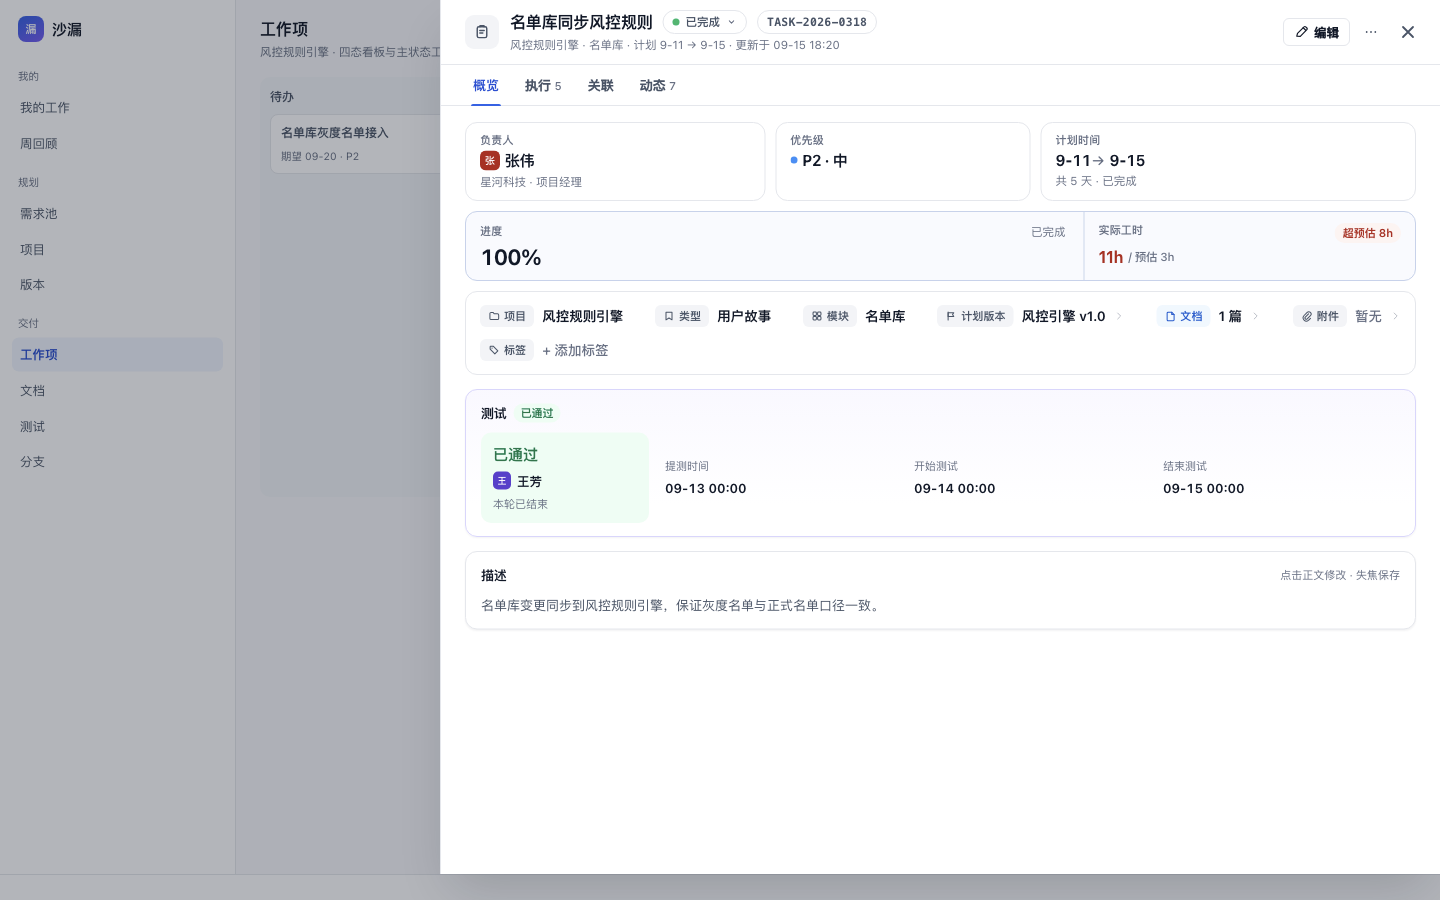 漏 沙漏
我的
我的工作
周回顾
规划
需求池
项目
版本
交付
工作项
文档
测试
分支
工作项
风控规则引擎 · 四态看板与主状态工
待办
名单库灰度名单接入
期望 09-20 · P2
名单库同步风控规则 已完成 TASK-2026-0318
风控规则引擎 · 名单库 · 计划 9-11 → 9-15 · 更新于 09-15 18:20
编辑 ···
概览 执行 5 关联 动态 7
负责人
张 张伟
星河科技 · 项目经理
优先级
P2 · 中
计划时间
9-11→ 9-15
共 5 天 · 已完成
进度 已完成
100%
实际工时 超预估 8h
11h / 预估 3h
项目 风控规则引擎 类型 用户故事 模块 名单库 计划版本 风控引擎 v1.0 文档 1 篇 附件 暂无
标签 + 添加标签
测试 已通过
已通过
王 王芳
本轮已结束
提测时间
09-13 00:00
开始测试
09-14 00:00
结束测试
09-15 00:00
描述 点击正文修改 · 失焦保存
名单库变更同步到风控规则引擎，保证灰度名单与正式名单口径一致。